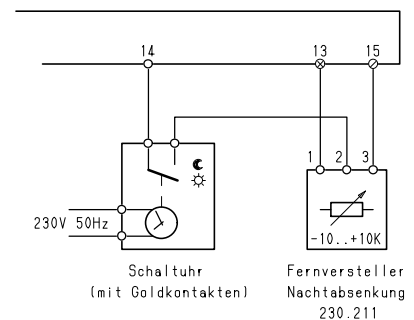 14 13 15
1 2 3
230V 50Hz
-10..+10K
Schaltuhr
(mit Goldkontakten)
Fernversteller
Nachtabsenkung
230.211